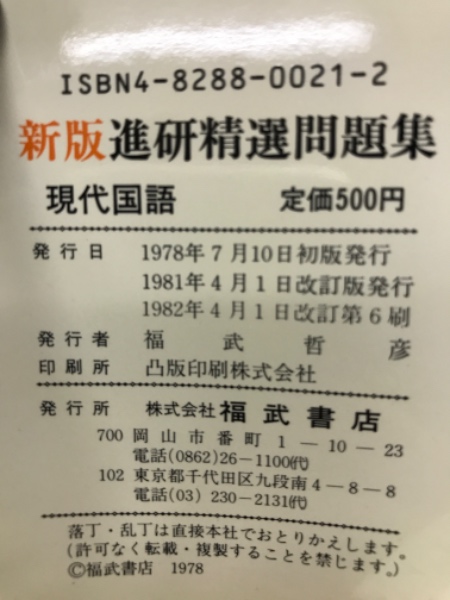 ISBN4-8288-0021-2
新版進研精選問題集
現代国語 定価500円
発行日 1978年7月10日初版発行
1981年4月1日改訂版発行
1982年4月1日改訂第6刷
発行者 福武哲彦
印刷所 凸版印刷株式会社
発行所 株式会社福武書店
700 岡山市番町1-10-23
電話(0862)26-1100㈹
102 東京都千代田区九段南4-8-8
電話(03) 230-2131㈹
落丁・乱丁は直接本社でおとりかえします。
(許可なく転載・複製することを禁じます。)
©福武書店 1978